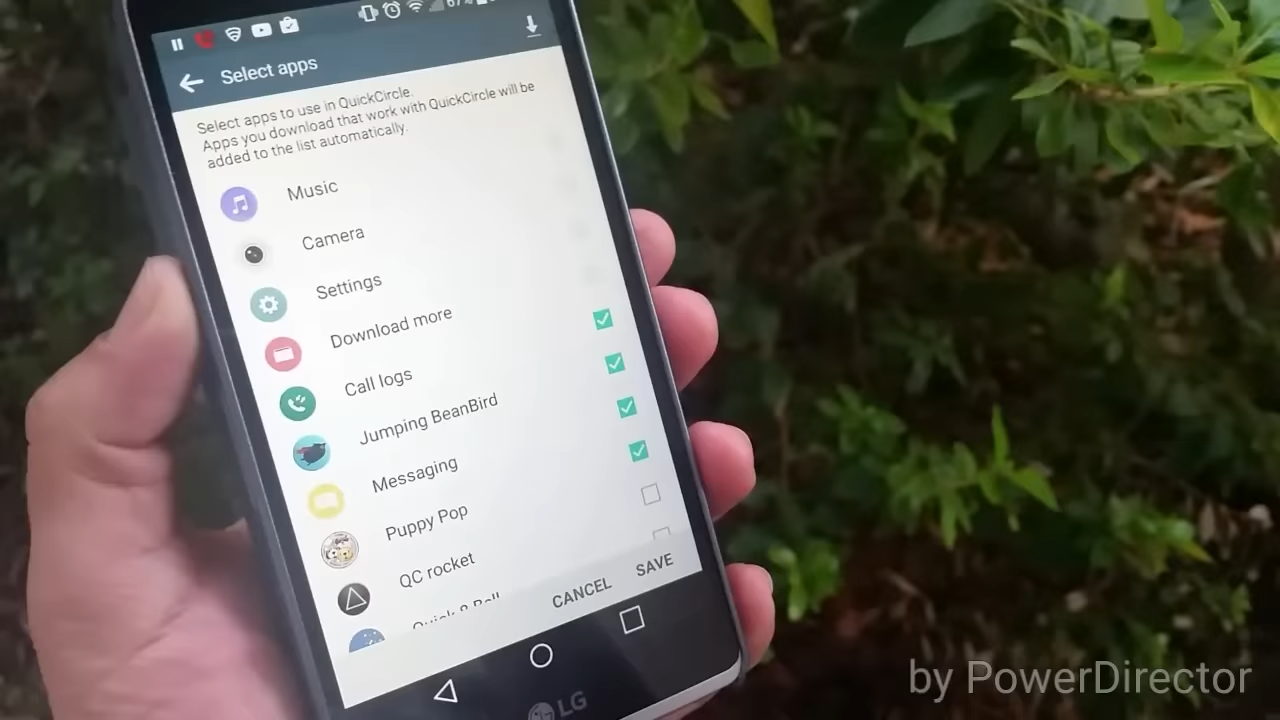 67%
Select apps
Select apps to use in QuickCircle.
Apps you download that work with QuickCircle will be
added to the list automatically.
Music
Camera
Settings
Download more
Call logs
Jumping BeanBird
Messaging
Puppy Pop
QC rocket
CANCEL
SAVE
LG
by PowerDirector